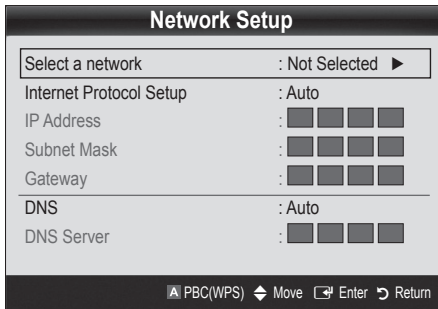 Network Setup
Select a network : Not Selected ▶
Internet Protocol Setup : Auto
IP Address :
Subnet Mask :
Gateway :
DNS : Auto
DNS Server :
A PBC(WPS) Move Enter Return